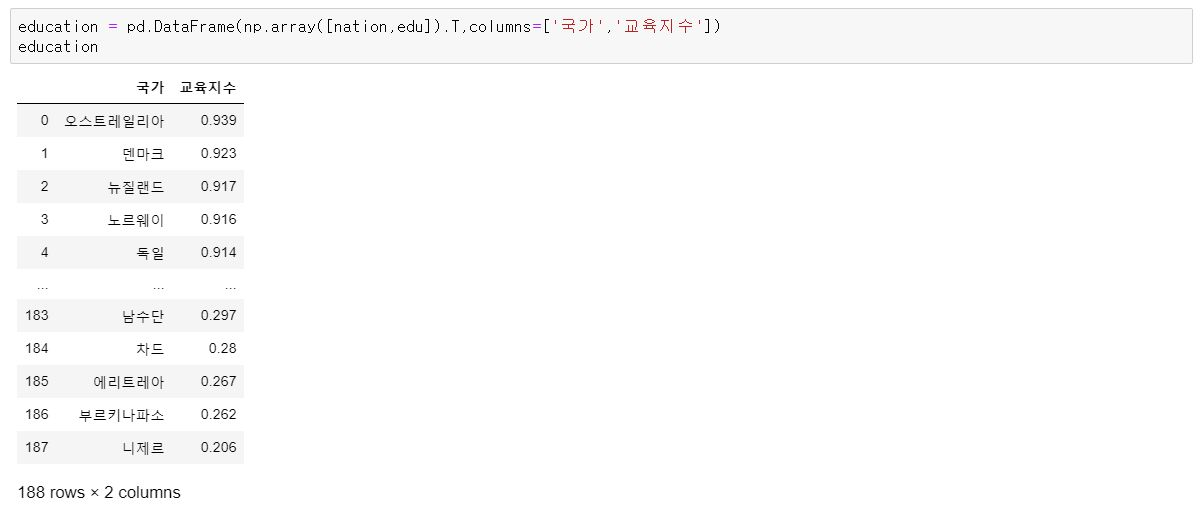 education = pd.DataFrame(np.array([nation,edu]).T,columns=['국가','교육지수'])
education
국가 교육지수
0 오스트레일리아 0.939
1 덴마크 0.923
2 뉴질랜드 0.917
3 노르웨이 0.916
4 독일 0.914
... ... ...
183 남수단 0.297
184 차드 0.28
185 에리트레아 0.267
186 부르키나파소 0.262
187 니제르 0.206
188 rows × 2 columns